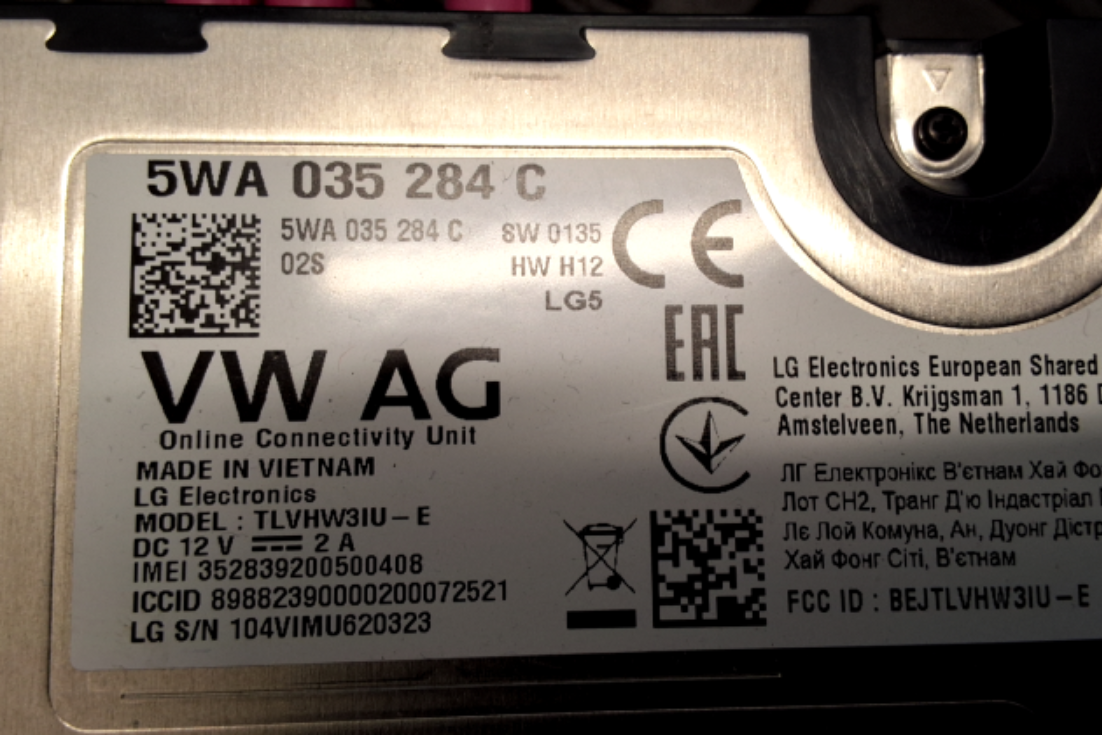 5WA 035 284 C
5WA 035 284 C SW 0135
02S HW H12
LG5
CE
EAC
VW AG
Online Connectivity Unit
MADE IN VIETNAM
LG Electronics
MODEL : TLVHW3IU – E
DC 12 V 2 A
IMEI 352839200500408
ICCID 89882390000200072521
LG S/N 104VIMU620323
LG Electronics European Shared
Center B.V. Krijgsman 1, 1186
Amstelveen, The Netherlands
ЛГ Електронікс В'єтнам Хай
Лот CH2, Транг Д'ю Індастріал
Лє Лой Комуна, Ан, Дуонг
Хай Фонг Сіті, В'єтнам
FCC ID : BEJTLVHW3IU – E